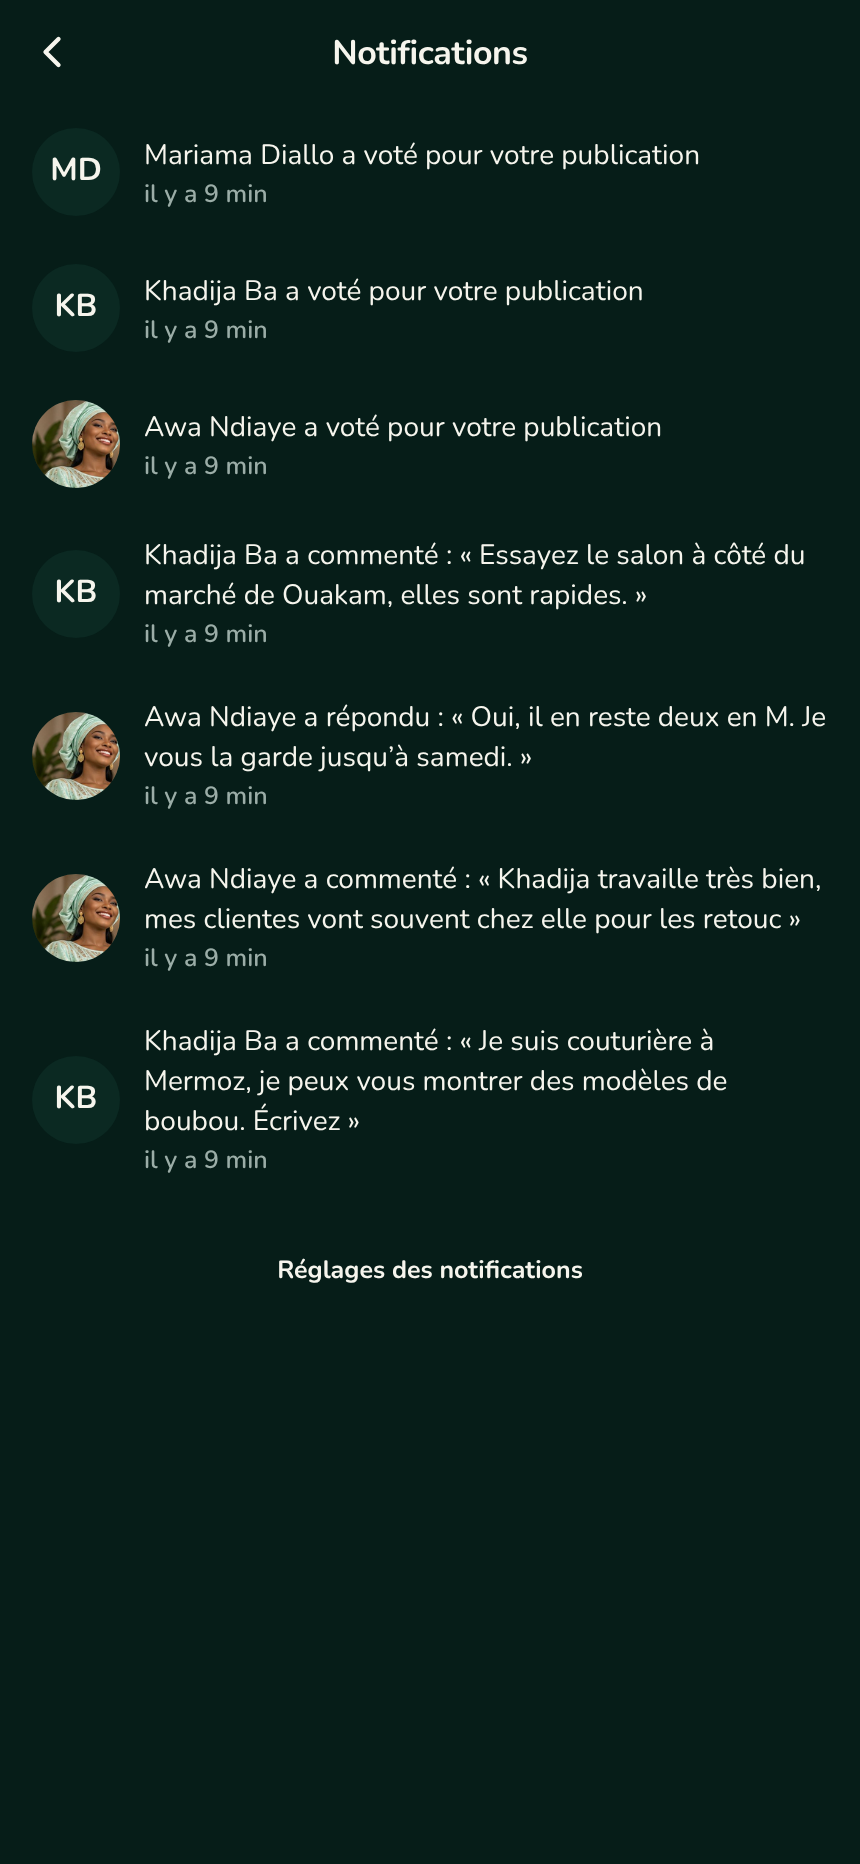 Notifications
MD
Mariama Diallo a voté pour votre publication
il y a 9 min
KB
Khadija Ba a voté pour votre publication
il y a 9 min
Awa Ndiaye a voté pour votre publication
il y a 9 min
KB
Khadija Ba a commenté : « Essayez le salon à côté du
marché de Ouakam, elles sont rapides. »
il y a 9 min
Awa Ndiaye a répondu : « Oui, il en reste deux en M. Je
vous la garde jusqu’à samedi. »
il y a 9 min
Awa Ndiaye a commenté : « Khadija travaille très bien,
mes clientes vont souvent chez elle pour les retouc »
il y a 9 min
KB
Khadija Ba a commenté : « Je suis couturière à
Mermoz, je peux vous montrer des modèles de
boubou. Écrivez »
il y a 9 min
Réglages des notifications